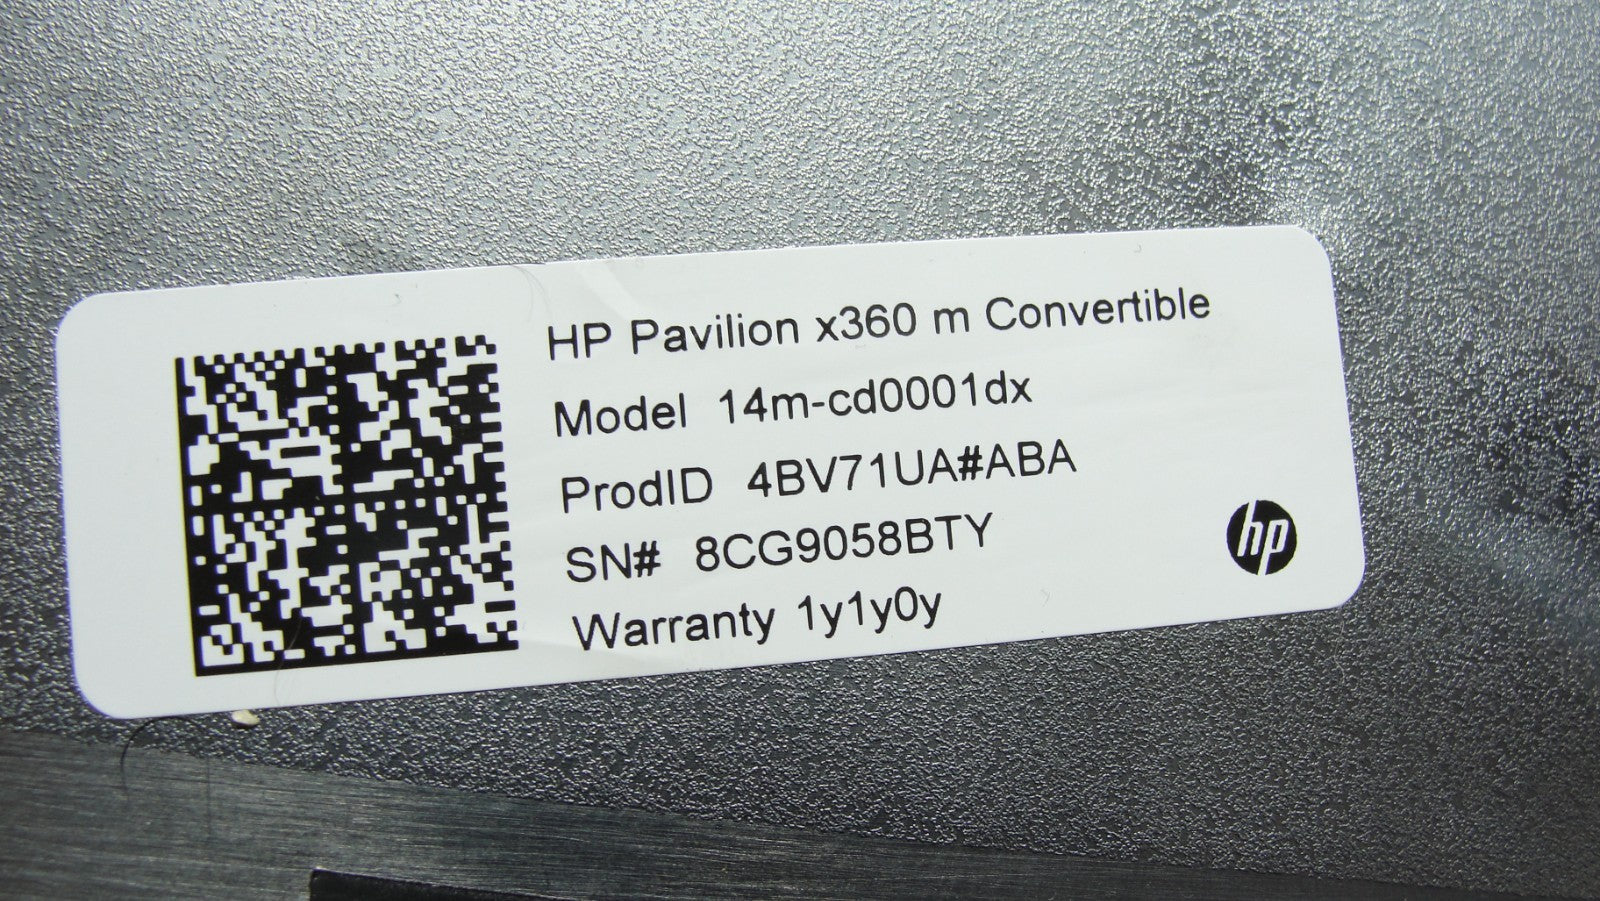 HP Pavilion x360 m Convertible
Model 14m-cd0001dx
ProdID 4BV71UA#ABA
SN# 8CG9058BTY
Warranty 1y1y0y
hp